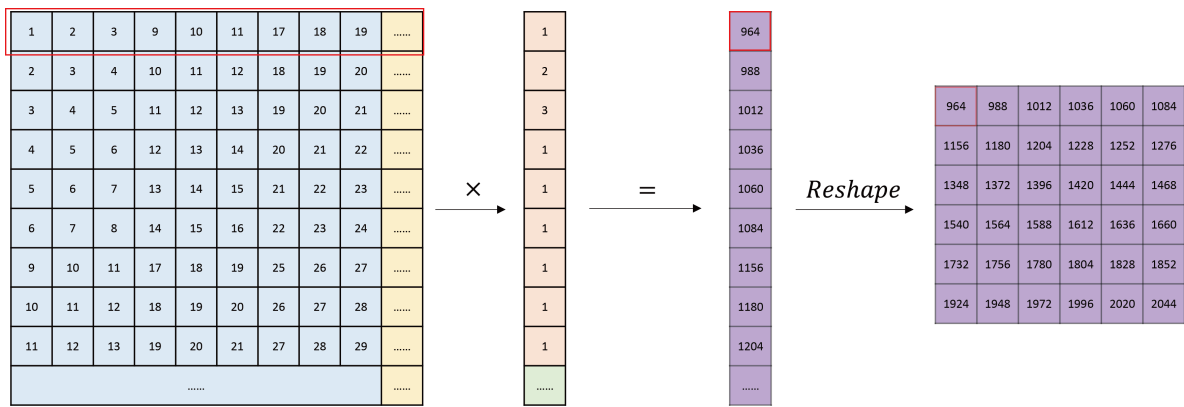 1 2 3 9 10 11 17 18 19 ......
2 3 4 10 11 12 18 19 20 ......
3 4 5 11 12 13 19 20 21 ......
4 5 6 12 13 14 20 21 22 ......
5 6 7 13 14 15 21 22 23 ......
6 7 8 14 15 16 22 23 24 ......
9 10 11 17 18 19 25 26 27 ......
10 11 12 18 19 20 26 27 28 ......
11 12 13 19 20 21 27 28 29 ......
...... ......
×
1
2
3
1
1
1
1
1
1
......
=
964
988
1012
1036
1060
1084
1156
1180
1204
......
Reshape
964 988 1012 1036 1060 1084
1156 1180 1204 1228 1252 1276
1348 1372 1396 1420 1444 1468
1540 1564 1588 1612 1636 1660
1732 1756 1780 1804 1828 1852
1924 1948 1972 1996 2020 2044